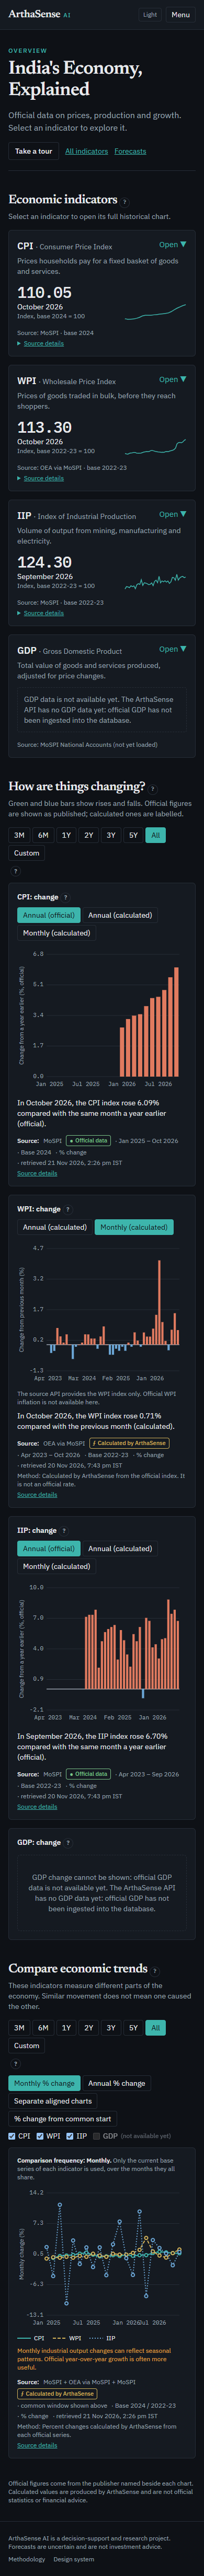 ArthaSense AI
Light
Menu
OVERVIEW
India's Economy,
Explained
Official data on prices, production and growth.
Select an indicator to explore it.
Take a tour
All indicators
Forecasts
Economic indicators ?
Select an indicator to open its full historical chart.
CPI · Consumer Price Index
Open ▼
Prices households pay for a fixed basket of goods
and services.
110.05
October 2026
Index, base 2024 = 100
Source: MoSPI · base 2024
▶ Source details
WPI · Wholesale Price Index
Open ▼
Prices of goods traded in bulk, before they reach
shoppers.
113.30
October 2026
Index, base 2022-23 = 100
Source: OEA via MoSPI · base 2022-23
▶ Source details
IIP · Index of Industrial Production
Open ▼
Volume of output from mining, manufacturing and
electricity.
124.30
September 2026
Index, base 2022-23 = 100
Source: MoSPI · base 2022-23
▶ Source details
GDP · Gross Domestic Product
Open ▼
Total value of goods and services produced,
adjusted for price changes.
GDP data is not available yet. The ArthaSense
API has no GDP data yet: official GDP has not
been ingested into the database.
Source: MoSPI National Accounts (not yet loaded)
How are things changing? ?
Green and blue bars show rises and falls. Official figures
are shown as published; calculated ones are labelled.
3M
6M
1Y
2Y
3Y
5Y
All
Custom
?
CPI: change ?
Annual (official)
Annual (calculated)
Monthly (calculated)
Change from a year earlier (%, official)
6.8
5.1
3.4
1.7
0.0
Jan 2025
Jul 2025
Jan 2026
Jul 2026
In October 2026, the CPI index rose 6.09%
compared with the same month a year earlier
(official).
Source: MoSPI ● Official data · Jan 2025 – Oct 2026
· Base 2024 · % change
· retrieved 20 Nov 2026, 2:26 pm IST
Source details
WPI: change ?
Annual (calculated)
Monthly (calculated)
Change from previous month (%)
4.7
3.2
1.7
0.2
-1.3
Apr 2023
Mar 2024
Feb 2025
Jan 2026
The source API provides the WPI index only. Official WPI
inflation is not available here.
In October 2026, the WPI index rose 0.71%
compared with the previous month (calculated).
Source: OEA via MoSPI ƒ Calculated by ArthaSense
· Apr 2023 – Oct 2026 · Base 2022-23 · % change
· retrieved 20 Nov 2026, 7:43 pm IST
Method: Calculated by ArthaSense from the official index. It
is not an official rate.
Source details
IIP: change ?
Annual (official)
Annual (calculated)
Monthly (calculated)
Change from a year earlier (%, official)
10.0
7.0
4.0
0.9
-2.1
Apr 2023
Mar 2024
Feb 2025
Jan 2026
In September 2026, the IIP index rose 6.70%
compared with the same month a year earlier
(official).
Source: MoSPI ● Official data · Apr 2023 – Sep 2026
· Base 2022-23 · % change
· retrieved 20 Nov 2026, 7:43 pm IST
Source details
GDP: change ?
GDP change cannot be shown: official GDP
data is not available yet. The ArthaSense API
has no GDP data yet: official GDP has not
been ingested into the database.
Compare economic trends ?
These indicators measure different parts of the
economy. Similar movement does not mean one caused
the other.
3M
6M
1Y
2Y
3Y
5Y
All
Custom
?
Monthly % change
Annual % change
Separate aligned charts
% change from common start
CPI
WPI
IIP
GDP (not available yet)
Comparison frequency: Monthly. Only the current base
series of each indicator is used, over the months they all
share.
Monthly change (%)
14.2
7.3
0.5
-6.3
-13.1
Jan 2025
Jul 2025
Jan 2026
Jul 2026
CPI
WPI
IIP
Monthly industrial output can reflect seasonal
patterns. Official year-over-year growth is often more
useful.
Source: MoSPI + OEA via MoSPI + MoSPI
ƒ Calculated by ArthaSense
· common window shown above · Base 2024 / 2022-23
· % change · retrieved 20 Nov 2026, 2:26 pm IST
Method: Percent changes calculated by ArthaSense from
each official series.
Source details
Official figures come from the publisher named beside each chart.
Calculated values are produced by ArthaSense and are not official
statistics or financial advice.
ArthaSense AI is a decision-support and research project.
Forecasts are uncertain and are not investment advice.
Methodology
Design system